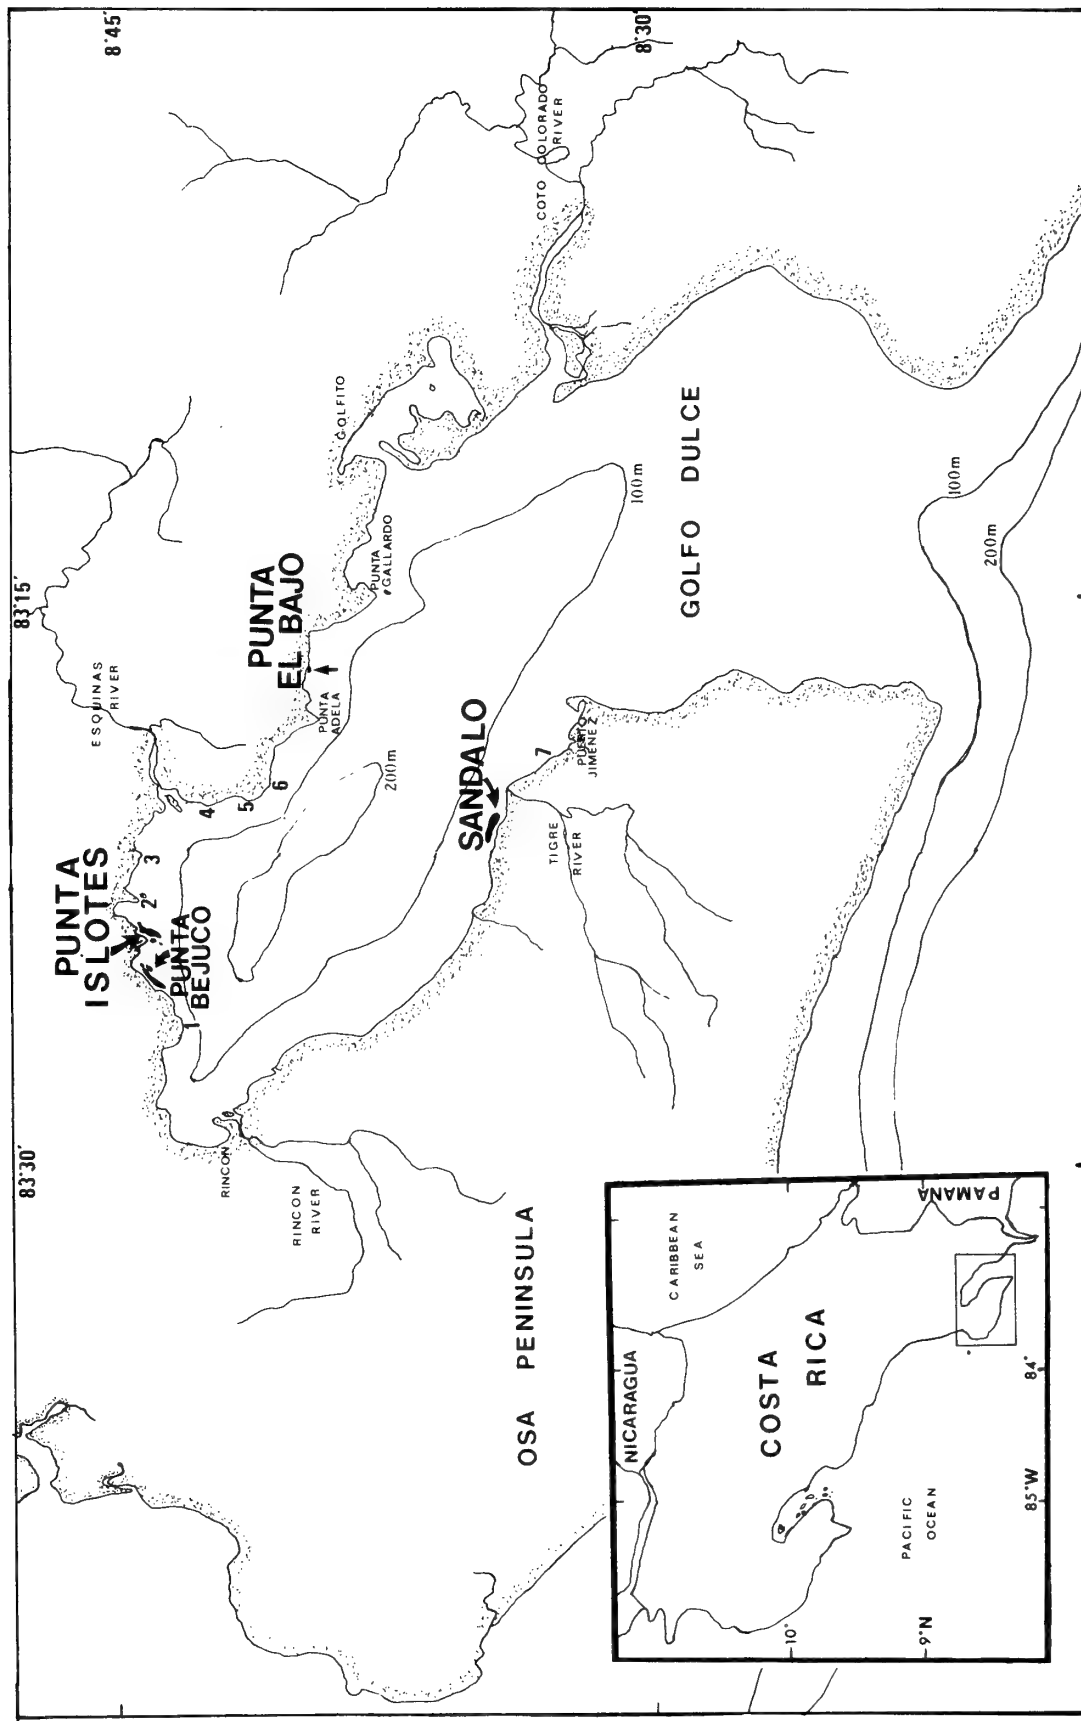 8°45'
8°30'
83°15'
83°30'
COTO COLORADO
RIVER
GOLFITO
PUNTA
GALLARDO
PUNTA
EL BAJO
PUNTA
ADELA
ESQUINAS
RIVER
PUNTA
ISLOTES
PUNTA
BEJUCO
1
2
3
4
5
6
7
SANDALO
PUERTO
JIMENEZ
TIGRE
RIVER
GOLFO DULCE
100m
200m
100m
200m
RINCON
RINCON
RIVER
OSA PENINSULA
NICARAGUA
CARIBBEAN
SEA
COSTA
RICA
PAMANA
PACIFIC
OCEAN
10°
9°N
85°W
84°